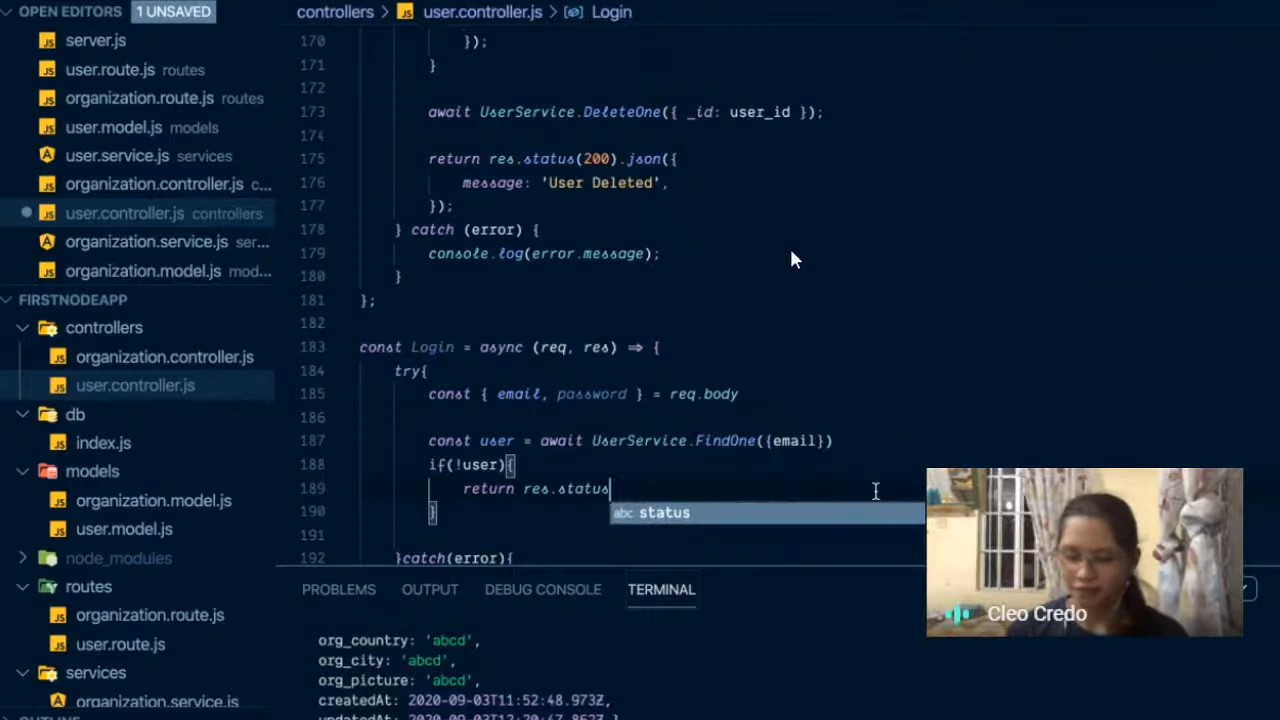 OPEN EDITORS 1 UNSAVED
server.js
user.route.js routes
organization.route.js routes
user.model.js models
user.service.js services
organization.controller.js c...
user.controller.js controllers
organization.service.js ser...
organization.model.js mod...
FIRSTNODEAPP
controllers
organization.controller.js
user.controller.js
db
index.js
models
organization.model.js
user.model.js
node_modules
routes
organization.route.js
user.route.js
services
organization.service.js
controllers > JS user.controller.js > Login
170 });
171 }
172
173 await UserService.DeleteOne({ _id: user_id });
174
175 return res.status(200).json({
176 message: 'User Deleted',
177 });
178 } catch (error) {
179 console.log(error.message);
180 }
181 };
182
183 const Login = async (req, res) => {
184 try{
185 const { email, password } = req.body
186
187 const user = await UserService.FindOne({email})
188 if(!user){
189 return res.status
abc status
190 }
191
192 }catch(error){
PROBLEMS OUTPUT DEBUG CONSOLE TERMINAL
org_country: 'abcd',
org_city: 'abcd',
org_picture: 'abcd',
createdAt: 2020-09-03T11:52:48.973Z,
Cleo Credo